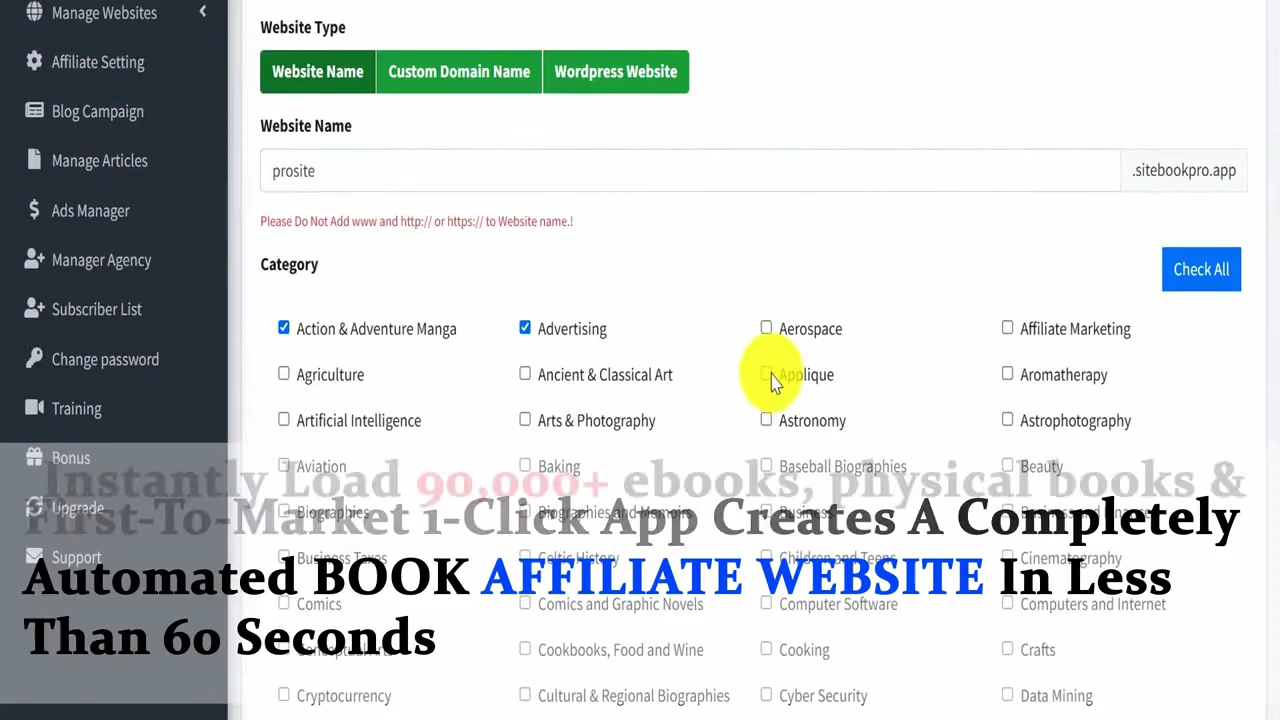 Manage Websites
Affiliate Setting
Blog Campaign
Manage Articles
Ads Manager
Manager Agency
Subscriber List
Change password
Training
Bonus
Upgrade
Support
Website Type
Website Name Custom Domain Name Wordpress Website
Website Name
prosite .sitebookpro.app
Please Do Not Add www and http:// or https:// to Website name.!
Category Check All
Action & Adventure Manga Advertising Aerospace Affiliate Marketing
Agriculture Ancient & Classical Art Applique Aromatherapy
Artificial Intelligence Arts & Photography Astronomy Astrophotography
Aviation Baking Baseball Biographies Beauty
Instantly Load 90.000+ ebooks, physical books &
Biographies Biographies and Memoirs
First-To-Market 1-Click App Creates A Completely
Business Taxes Celtic History Children and Teens Cinematography
Automated BOOK AFFILIATE WEBSITE In Less
Comics Comics and Graphic Novels Computer Software Computers and Internet
Than 60 Seconds
Cookbooks, Food and Wine Cooking Crafts
Cryptocurrency Cultural & Regional Biographies Cyber Security Data Mining